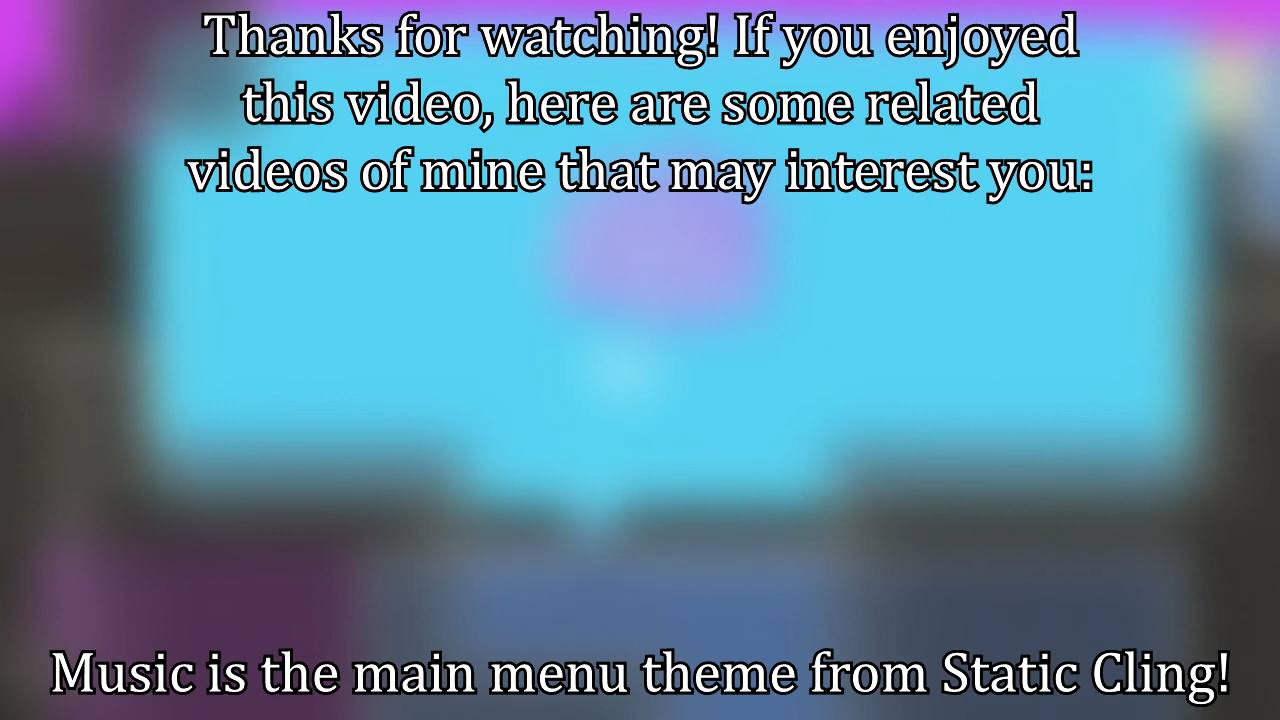 Thanks for watching! If you enjoyed
this video, here are some related
videos of mine that may interest you:
Music is the main menu theme from Static Cling!